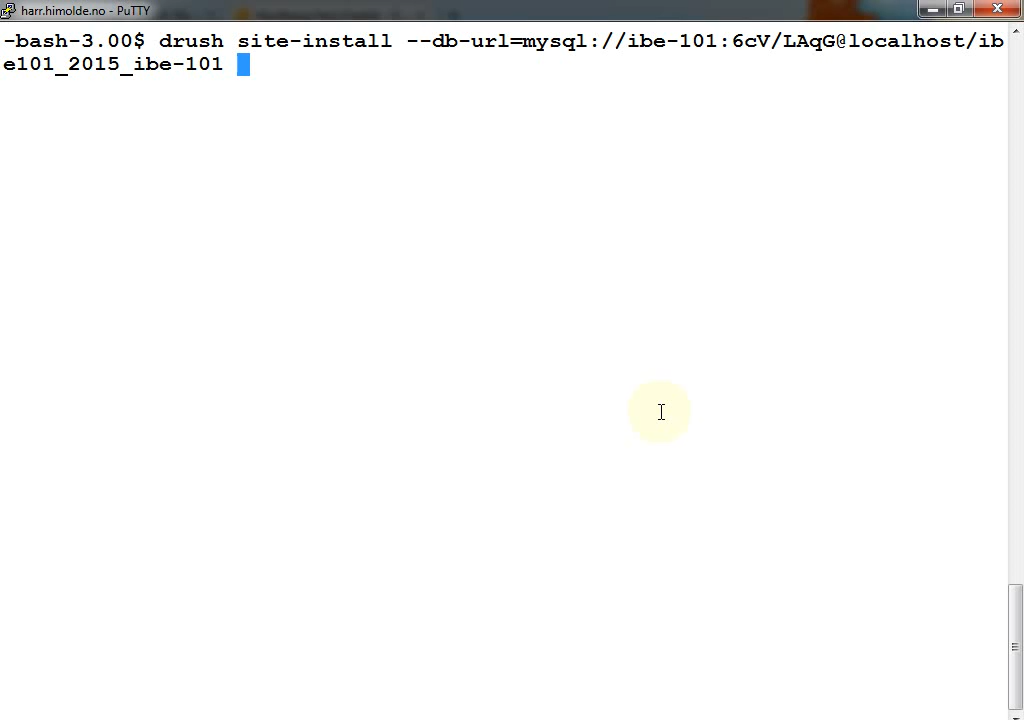 harr.himolde.no - PuTTY
-bash-3.00$ drush site-install --db-url=mysql://ibe-101:6cV/LAqG@localhost/ib
e101_2015_ibe-101